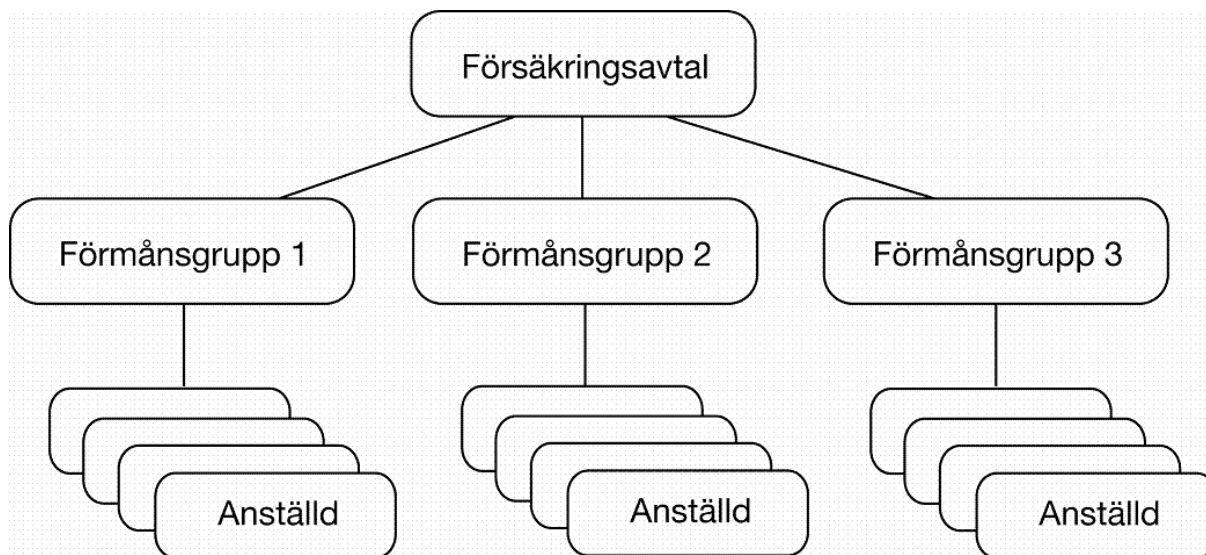 Försäkringsavtal
Förmånsgrupp 1
Förmånsgrupp 2
Förmånsgrupp 3
Anställd
Anställd
Anställd